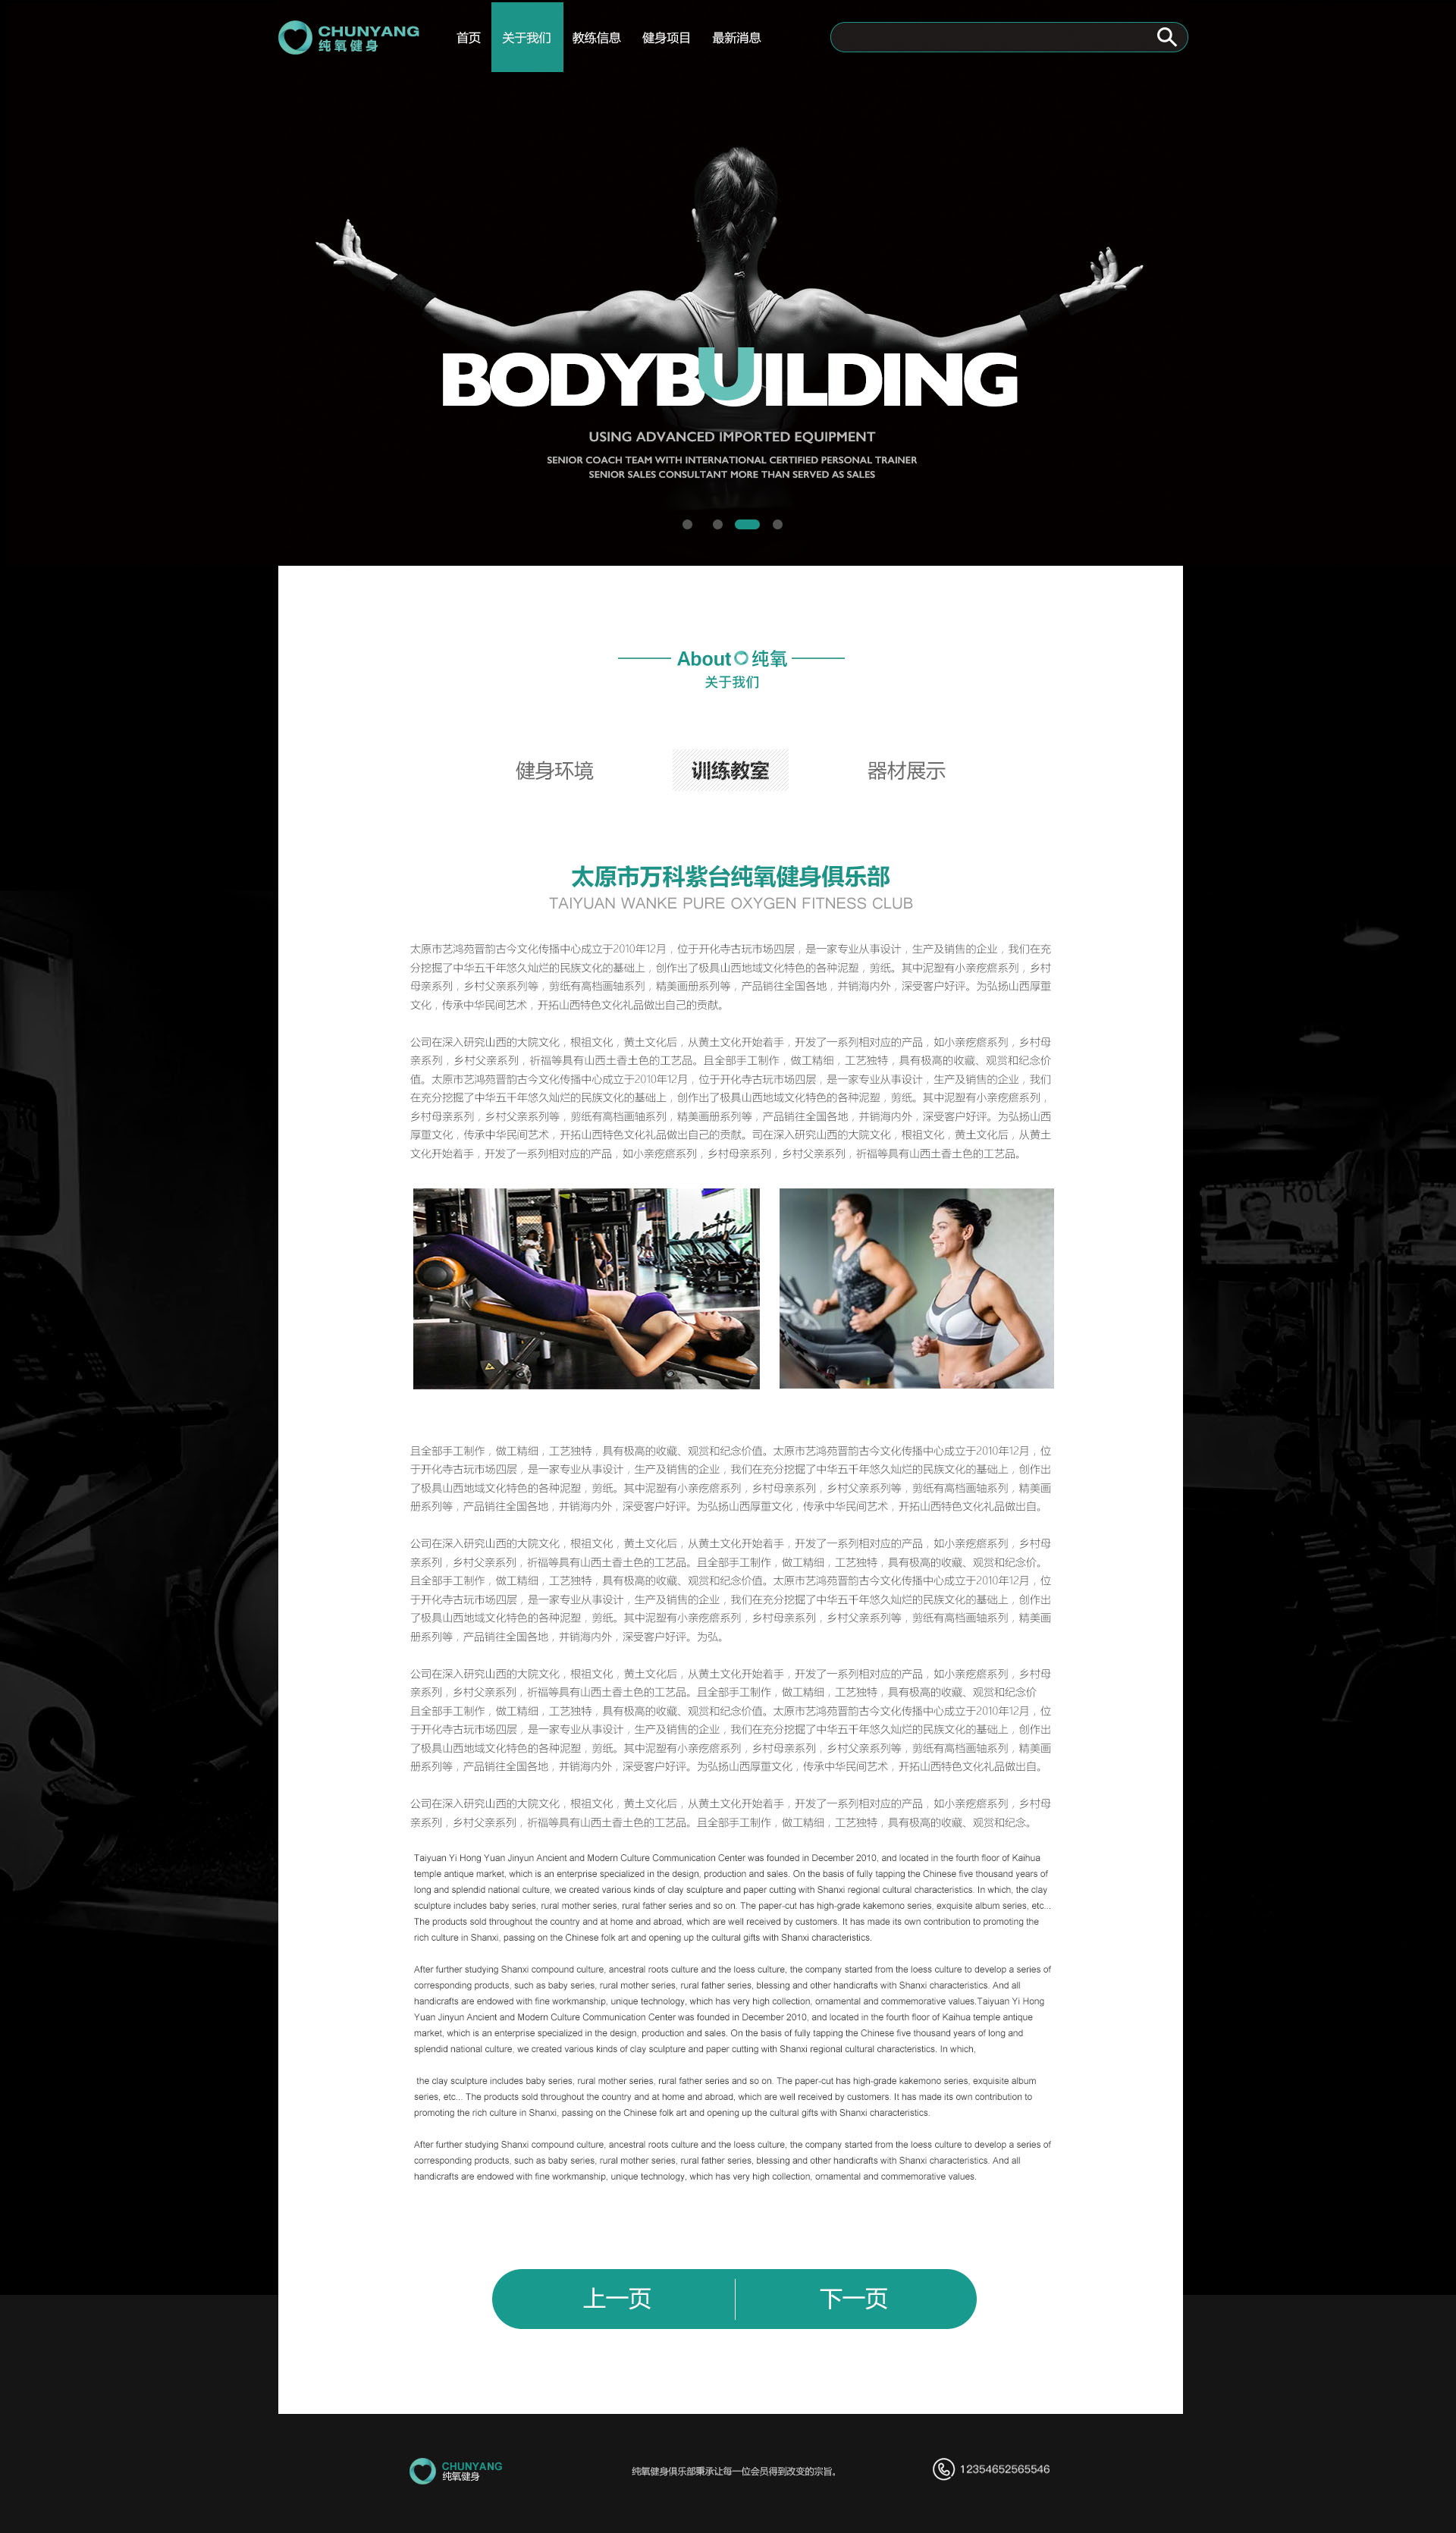 CHUNYANG
纯氧健身
首页 关于我们 教练信息 健身项目 最新消息
BODYBUILDING
USING ADVANCED IMPORTED EQUIPMENT
SENIOR COACH TEAM WITH INTERNATIONAL CERTIFIED PERSONAL TRAINER
SENIOR SALES CONSULTANT MORE THAN SERVED AS SALES
About 纯氧
关于我们
健身环境 训练教室 器材展示
太原市万科紫台纯氧健身俱乐部
TAIYUAN WANKE PURE OXYGEN FITNESS CLUB
太原市艺鸿苑晋韵古今文化传播中心成立于2010年12月，位于开化寺古玩市场四层，是一家专业从事设计，生产及销售的企业，我们在充
分挖掘了中华五千年悠久灿烂的民族文化的基础上，创作出了极具山西地域文化特色的各种泥塑，剪纸。其中泥塑有小亲疙瘩系列，乡村
母亲系列，乡村父亲系列等，剪纸有高档画轴系列，精美画册系列等，产品销往全国各地，并销海内外，深受客户好评。为弘扬山西厚重
文化，传承中华民间艺术，开拓山西特色文化礼品做出自己的贡献。
公司在深入研究山西的大院文化，根祖文化，黄土文化后，从黄土文化开始着手，开发了一系列相对应的产品，如小亲疙瘩系列，乡村母
亲系列，乡村父亲系列，祈福等具有山西土香土色的工艺品。且全部手工制作，做工精细，工艺独特，具有极高的收藏、观赏和纪念价
值。太原市艺鸿苑晋韵古今文化传播中心成立于2010年12月，位于开化寺古玩市场四层，是一家专业从事设计，生产及销售的企业，我们
在充分挖掘了中华五千年悠久灿烂的民族文化的基础上，创作出了极具山西地域文化特色的各种泥塑，剪纸。其中泥塑有小亲疙瘩系列，
乡村母亲系列，乡村父亲系列等，剪纸有高档画轴系列，精美画册系列等，产品销往全国各地，并销海内外，深受客户好评。为弘扬山西
厚重文化，传承中华民间艺术，开拓山西特色文化礼品做出自己的贡献。司在深入研究山西的大院文化，根祖文化，黄土文化后，从黄土
文化开始着手，开发了一系列相对应的产品，如小亲疙瘩系列，乡村母亲系列，乡村父亲系列，祈福等具有山西土香土色的工艺品。
且全部手工制作，做工精细，工艺独特，具有极高的收藏、观赏和纪念价值。太原市艺鸿苑晋韵古今文化传播中心成立于2010年12月，位
于开化寺古玩市场四层，是一家专业从事设计，生产及销售的企业，我们在充分挖掘了中华五千年悠久灿烂的民族文化的基础上，创作出
了极具山西地域文化特色的各种泥塑，剪纸。其中泥塑有小亲疙瘩系列，乡村母亲系列，乡村父亲系列等，剪纸有高档画轴系列，精美画
册系列等，产品销往全国各地，并销海内外，深受客户好评。为弘扬山西厚重文化，传承中华民间艺术，开拓山西特色文化礼品做出自。
公司在深入研究山西的大院文化，根祖文化，黄土文化后，从黄土文化开始着手，开发了一系列相对应的产品，如小亲疙瘩系列，乡村母
亲系列，乡村父亲系列，祈福等具有山西土香土色的工艺品。且全部手工制作，做工精细，工艺独特，具有极高的收藏、观赏和纪念价。
且全部手工制作，做工精细，工艺独特，具有极高的收藏、观赏和纪念价值。太原市艺鸿苑晋韵古今文化传播中心成立于2010年12月，位
于开化寺古玩市场四层，是一家专业从事设计，生产及销售的企业，我们在充分挖掘了中华五千年悠久灿烂的民族文化的基础上，创作出
了极具山西地域文化特色的各种泥塑，剪纸。其中泥塑有小亲疙瘩系列，乡村母亲系列，乡村父亲系列等，剪纸有高档画轴系列，精美画
册系列等，产品销往全国各地，并销海内外，深受客户好评。为弘。
公司在深入研究山西的大院文化，根祖文化，黄土文化后，从黄土文化开始着手，开发了一系列相对应的产品，如小亲疙瘩系列，乡村母
亲系列，乡村父亲系列，祈福等具有山西土香土色的工艺品。且全部手工制作，做工精细，工艺独特，具有极高的收藏、观赏和纪念价
且全部手工制作，做工精细，工艺独特，具有极高的收藏、观赏和纪念价值。太原市艺鸿苑晋韵古今文化传播中心成立于2010年12月，位
于开化寺古玩市场四层，是一家专业从事设计，生产及销售的企业，我们在充分挖掘了中华五千年悠久灿烂的民族文化的基础上，创作出
了极具山西地域文化特色的各种泥塑，剪纸。其中泥塑有小亲疙瘩系列，乡村母亲系列，乡村父亲系列等，剪纸有高档画轴系列，精美画
册系列等，产品销往全国各地，并销海内外，深受客户好评。为弘扬山西厚重文化，传承中华民间艺术，开拓山西特色文化礼品做出自。
公司在深入研究山西的大院文化，根祖文化，黄土文化后，从黄土文化开始着手，开发了一系列相对应的产品，如小亲疙瘩系列，乡村母
亲系列，乡村父亲系列，祈福等具有山西土香土色的工艺品。且全部手工制作，做工精细，工艺独特，具有极高的收藏、观赏和纪念。
Taiyuan Yi Hong Yuan Jinyun Ancient and Modern Culture Communication Center was founded in December 2010, and located in the fourth floor of Kaihua
temple antique market, which is an enterprise specialized in the design, production and sales. On the basis of fully tapping the Chinese five thousand years of
long and splendid national culture, we created various kinds of clay sculpture and paper cutting with Shanxi regional cultural characteristics. In which, the clay
sculpture includes baby series, rural mother series, rural father series and so on. The paper-cut has high-grade kakemono series, exquisite album series, etc...
The products sold throughout the country and at home and abroad, which are well received by customers. It has made its own contribution to promoting the
rich culture in Shanxi, passing on the Chinese folk art and opening up the cultural gifts with Shanxi characteristics.
After further studying Shanxi compound culture, ancestral roots culture and the loess culture, the company started from the loess culture to develop a series of
corresponding products, such as baby series, rural mother series, rural father series, blessing and other handicrafts with Shanxi characteristics. And all
handicrafts are endowed with fine workmanship, unique technology, which has very high collection, ornamental and commemorative values.Taiyuan Yi Hong
Yuan Jinyun Ancient and Modern Culture Communication Center was founded in December 2010, and located in the fourth floor of Kaihua temple antique
market, which is an enterprise specialized in the design, production and sales. On the basis of fully tapping the Chinese five thousand years of long and
splendid national culture, we created various kinds of clay sculpture and paper cutting with Shanxi regional cultural characteristics. In which,
the clay sculpture includes baby series, rural mother series, rural father series and so on. The paper-cut has high-grade kakemono series, exquisite album
series, etc... The products sold throughout the country and at home and abroad, which are well received by customers. It has made its own contribution to
promoting the rich culture in Shanxi, passing on the Chinese folk art and opening up the cultural gifts with Shanxi characteristics.
After further studying Shanxi compound culture, ancestral roots culture and the loess culture, the company started from the loess culture to develop a series of
corresponding products, such as baby series, rural mother series, rural father series, blessing and other handicrafts with Shanxi characteristics. And all
handicrafts are endowed with fine workmanship, unique technology, which has very high collection, ornamental and commemorative values.
上一页 下一页
CHUNYANG
纯氧健身
纯氧健身俱乐部秉承让每一位会员得到改变的宗旨。
12354652565546